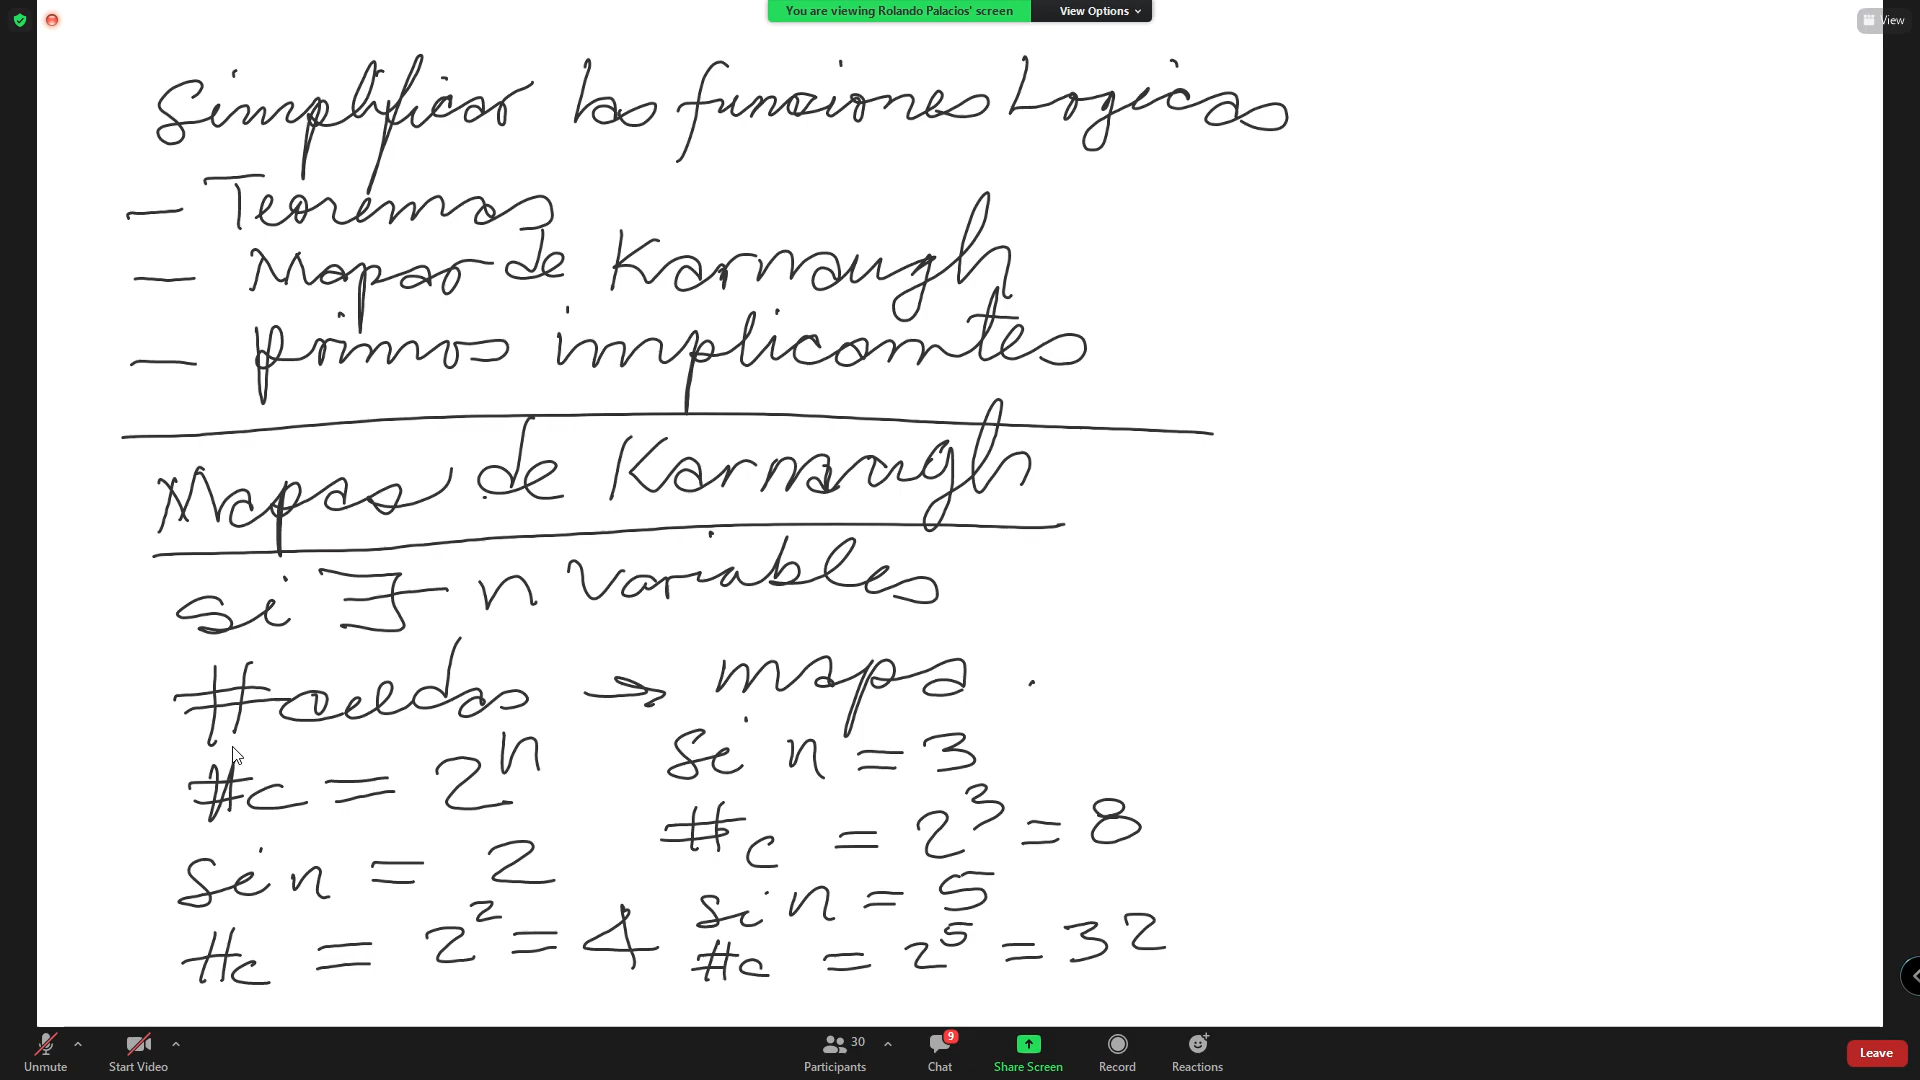 You are viewing Rolando Palacios' screen
View Options
View
Simplificar las funciones Logicas
- Teoremas
- Mapas de Karnaugh
- primos implicantes
Mapas de Karnaugh
si ∃ n variables
#celdas → mapa.
#c = 2^n
si n = 3
#c = 2^3 = 8
si n = 2
#c = 2^2 = 4
si n = 5
#c = 2^5 = 32
Unmute
Start Video
30
Participants
9
Chat
Share Screen
Record
Reactions
Leave